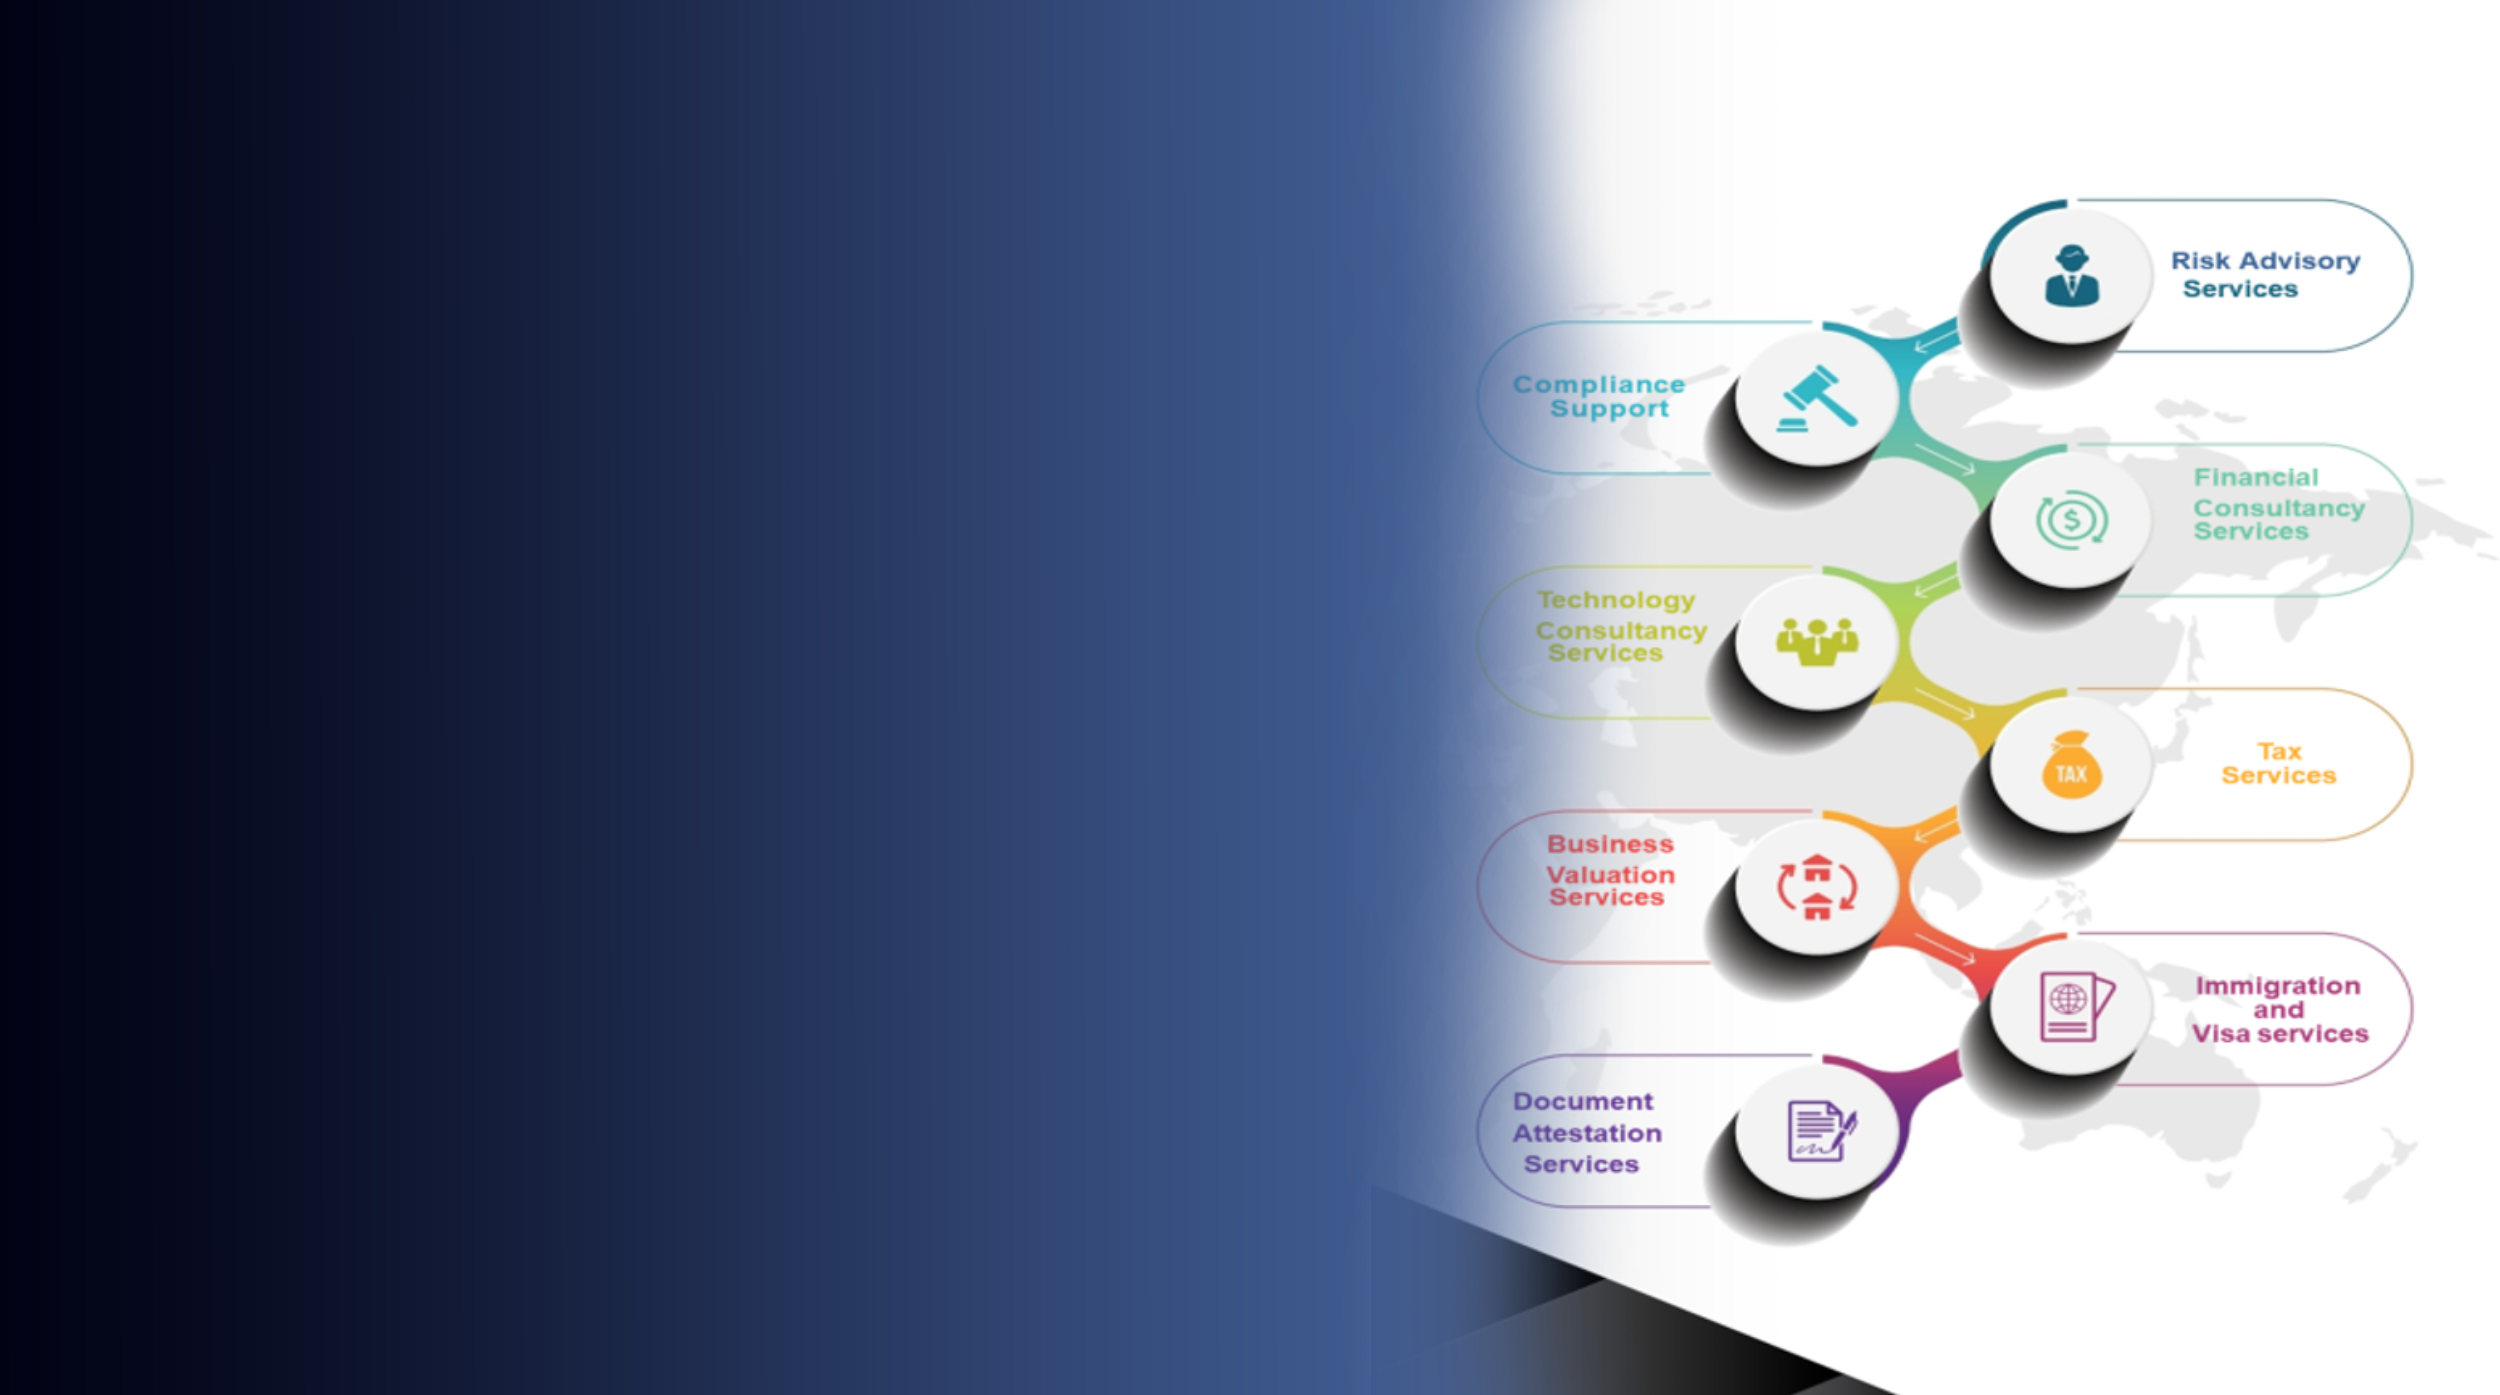 Risk Advisory
Services
Compliance
Support
Financial
Consultancy
Services
$
Technology
Consultancy
Services
Tax
Services
TAX
Business
Valuation
Services
Immigration
and
Visa services
Document
Attestation
Services